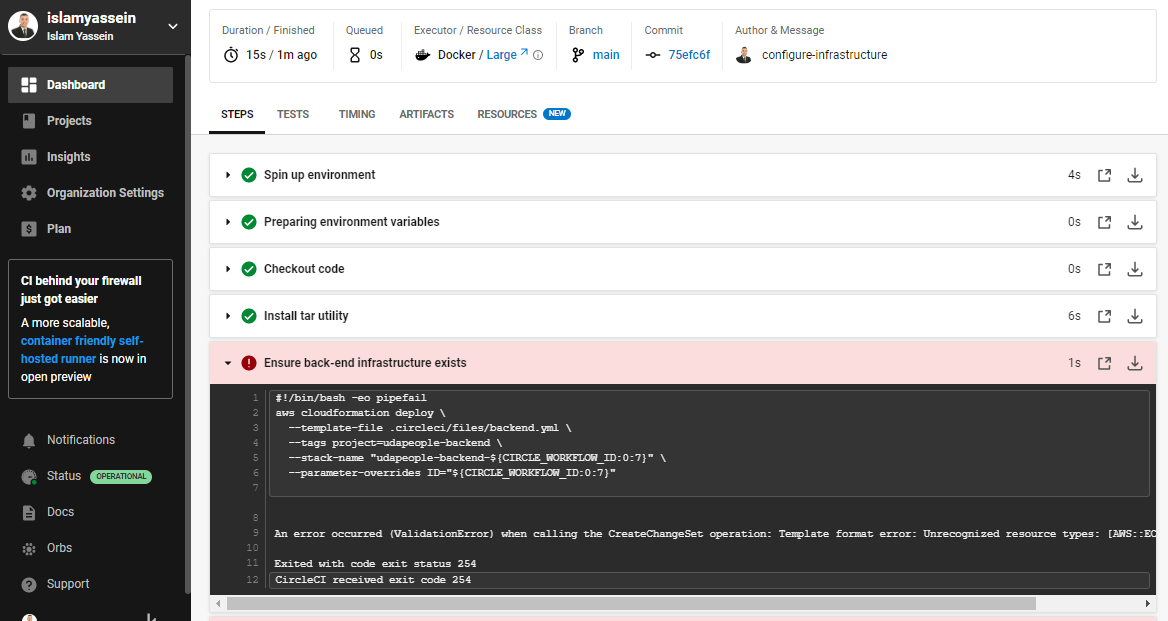 islamyassein
Islam Yassein
Dashboard
Projects
Insights
Organization Settings
Plan
CI behind your firewall
just got easier
A more scalable,
container friendly self-
hosted runner is now in
open preview
Notifications
Status OPERATIONAL
Docs
Orbs
Support
Duration / Finished
15s / 1m ago
Queued
0s
Executor / Resource Class
Docker / Large
Branch
main
Commit
75efc6f
Author & Message
configure-infrastructure
STEPS TESTS TIMING ARTIFACTS RESOURCES NEW
Spin up environment 4s
Preparing environment variables 0s
Checkout code 0s
Install tar utility 6s
Ensure back-end infrastructure exists 1s
1 #!/bin/bash -eo pipefail
2 aws cloudformation deploy \
3 --template-file .circleci/files/backend.yml \
4 --tags project=udapeople-backend \
5 --stack-name "udapeople-backend-${CIRCLE_WORKFLOW_ID:0:7}" \
6 --parameter-overrides ID="${CIRCLE_WORKFLOW_ID:0:7}"
7
8
9 An error occurred (ValidationError) when calling the CreateChangeSet operation: Template format error: Unrecognized resource types: [AWS::EC
10
11 Exited with code exit status 254
12 CircleCI received exit code 254